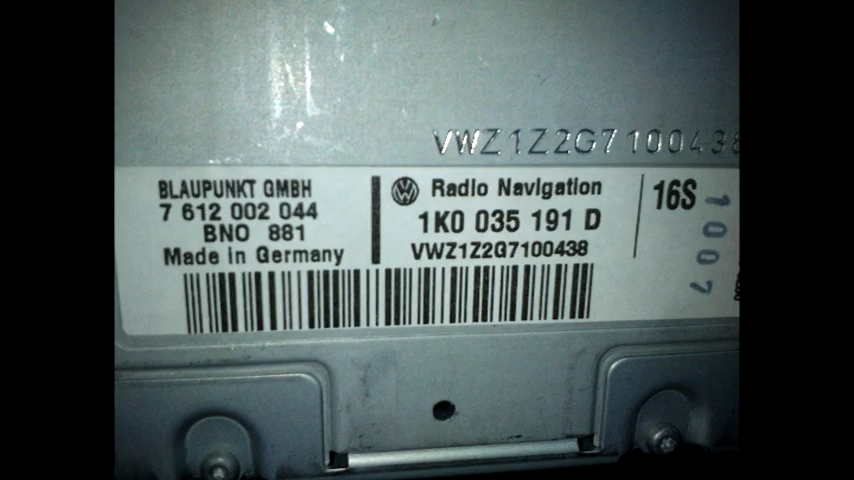 VWZ1Z2G7100438
BLAUPUNKT GMBH
7 612 002 044
BNO 881
Made in Germany
Radio Navigation
1K0 035 191 D
VWZ1Z2G7100438
16S
1007